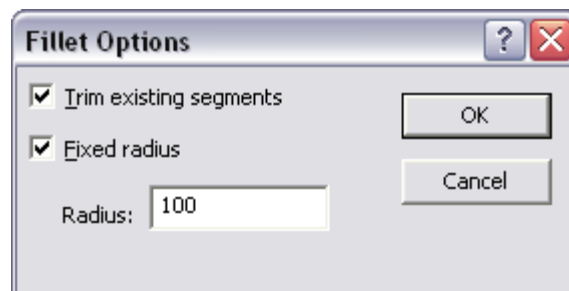 Fillet Options
?
Trim existing segments
OK
Fixed radius
Cancel
Radius: 100